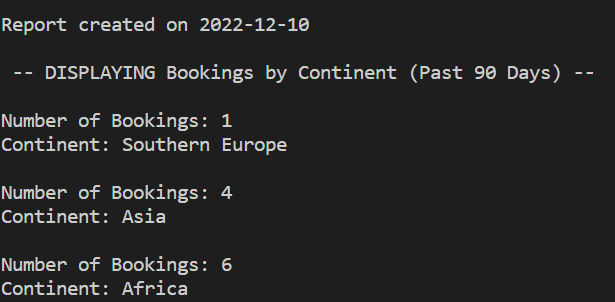 Report created on 2022-12-10
-- DISPLAYING Bookings by Continent (Past 90 Days) --
Number of Bookings: 1
Continent: Southern Europe
Number of Bookings: 4
Continent: Asia
Number of Bookings: 6
Continent: Africa